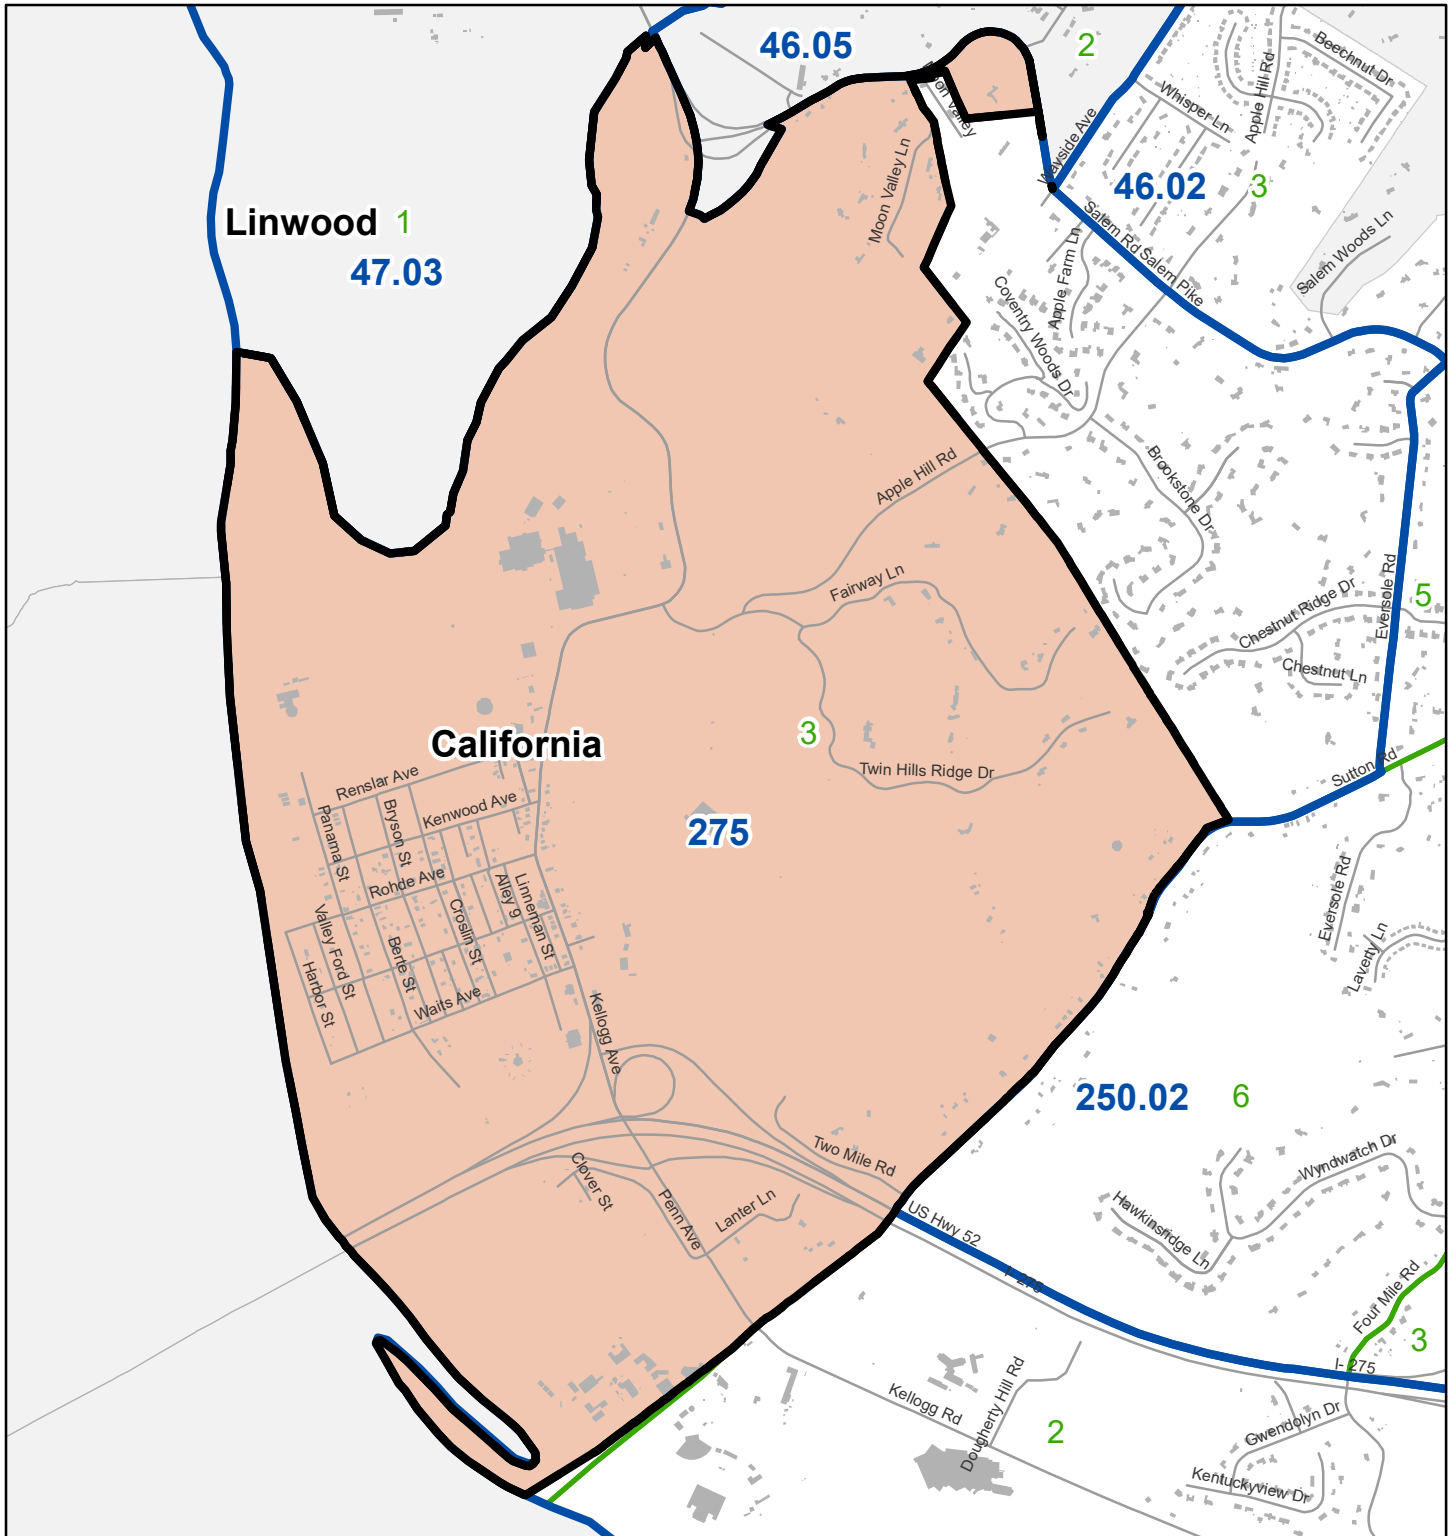 46.05
2
Beechnut Dr
Apple Hill Rd
Whisper Ln
Moon Valley
Wayside Ave
Moon Valley Ln
46.02
3
Linwood
1
47.03
Salem Rd
Salem Pike
Salem Woods Ln
Apple Farm Ln
Coventry Woods Dr
Apple Hill Rd
Brookstone Dr
Fairway Ln
Eversole Rd
5
Chestnut Ridge Dr
Chestnut Ln
California
3
Twin Hills Ridge Dr
Sutton Rd
275
Renslar Ave
Kenwood Ave
Panama St
Bryson St
Rohde Ave
Alley 9
Linneman St
Croslin St
Valley Ford St
Berte St
Harbor St
Waits Ave
Eversole Rd
Laverty Ln
Kellogg Ave
250.02
6
Two Mile Rd
Clover St
Penn Ave
Lanter Ln
Wyndwatch Dr
Hawkinsridge Ln
US Hwy 52
I- 275
Four Mile Rd
3
I- 275
Kellogg Rd
Dougherty Hill Rd
2
Gwendolyn Dr
Kentuckyview Dr